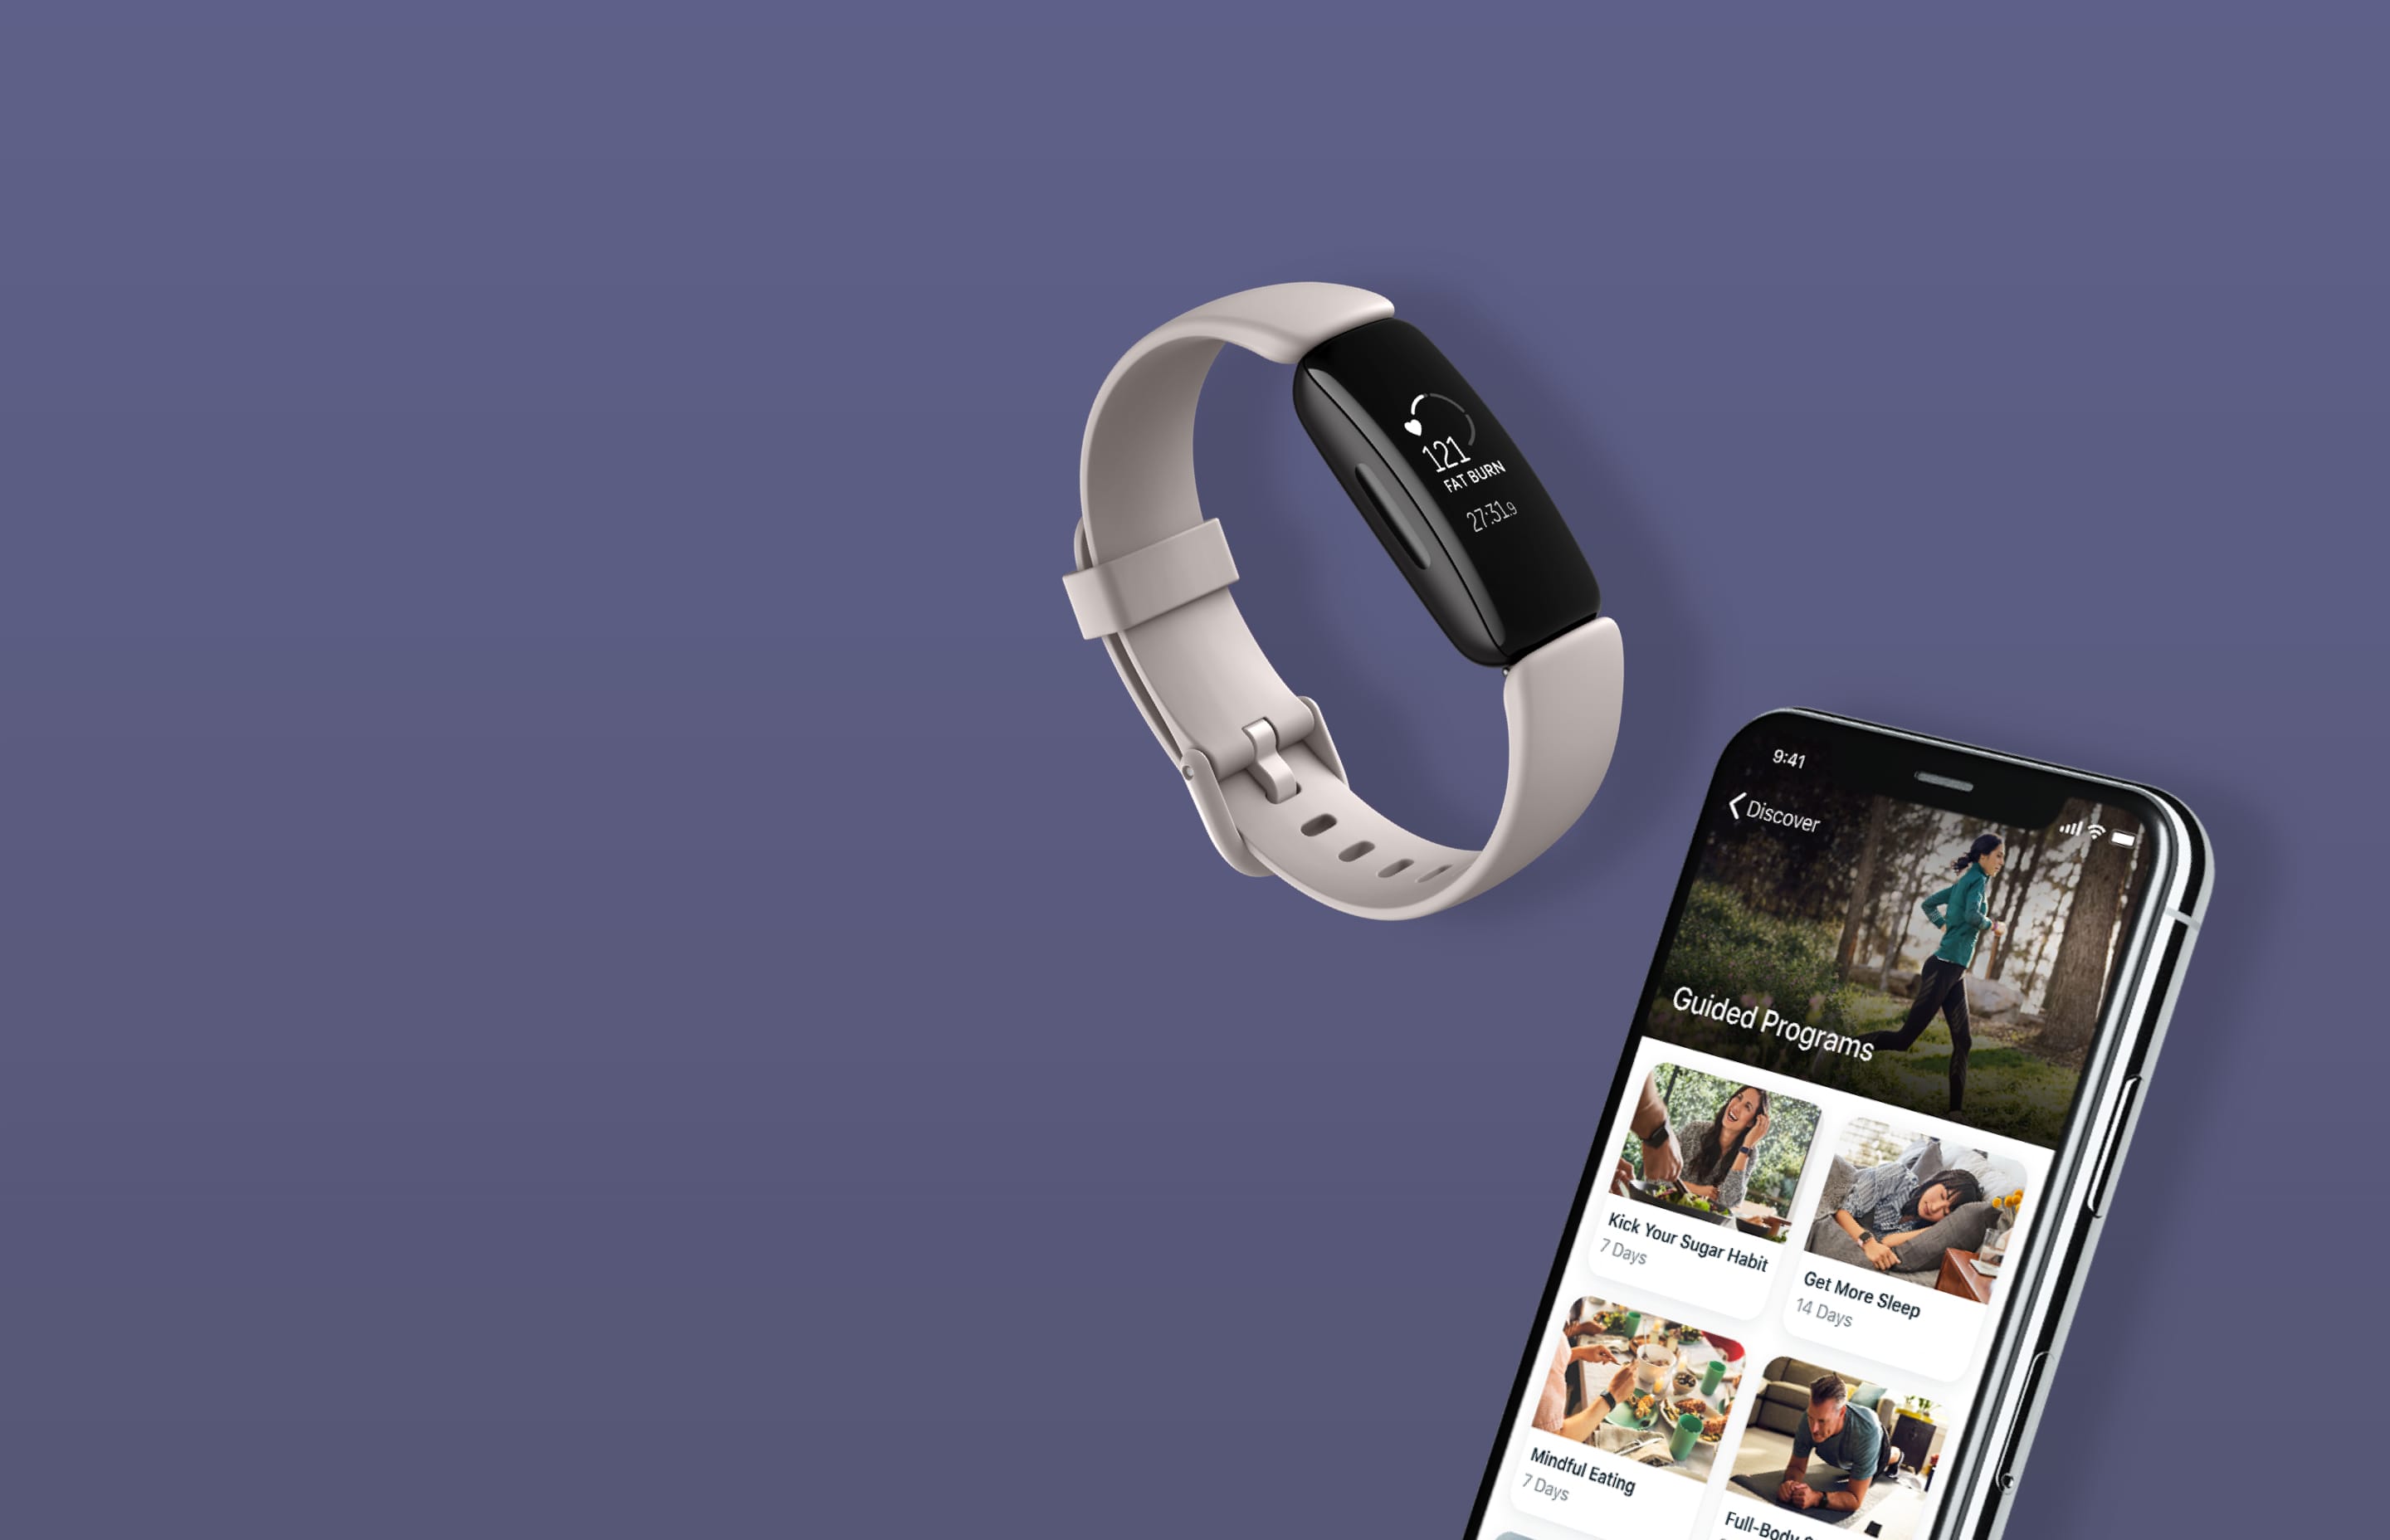 121
FAT BURN
27:31.9
9:41
Discover
Guided Programs
Kick Your Sugar Habit
7 Days
Get More Sleep
14 Days
Mindful Eating
7 Days
Full-Body